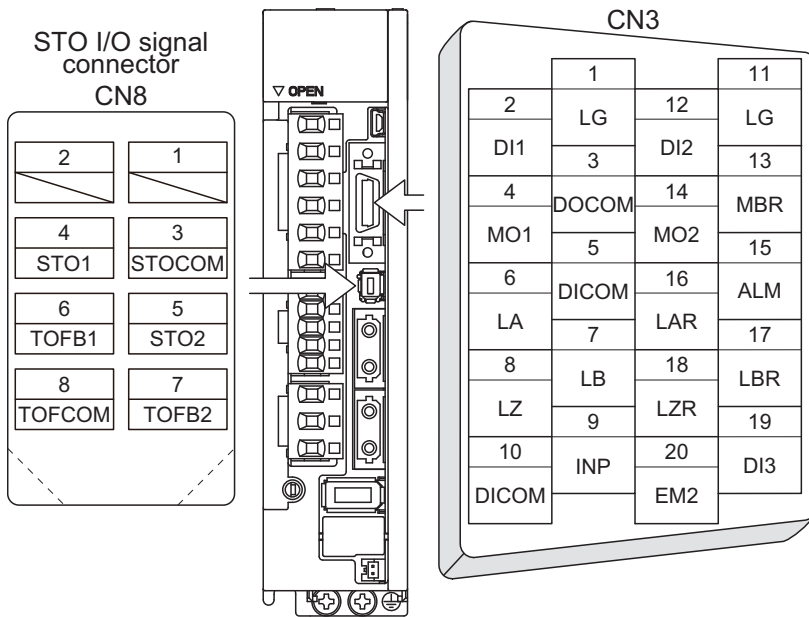 STO I/O signal
connector
CN8
2 1
4 3
STO1 STOCOM
6 5
TOFB1 STO2
8 7
TOFCOM TOFB2
▽ OPEN
CN3
1 11
LG LG
2 12
DI1 DI2
3 13
DOCOM MBR
4 14
MO1 MO2
5 15
DICOM ALM
6 16
LA LAR
7 17
LB LBR
8 18
LZ LZR
9 19
INP DI3
10 20
DICOM EM2